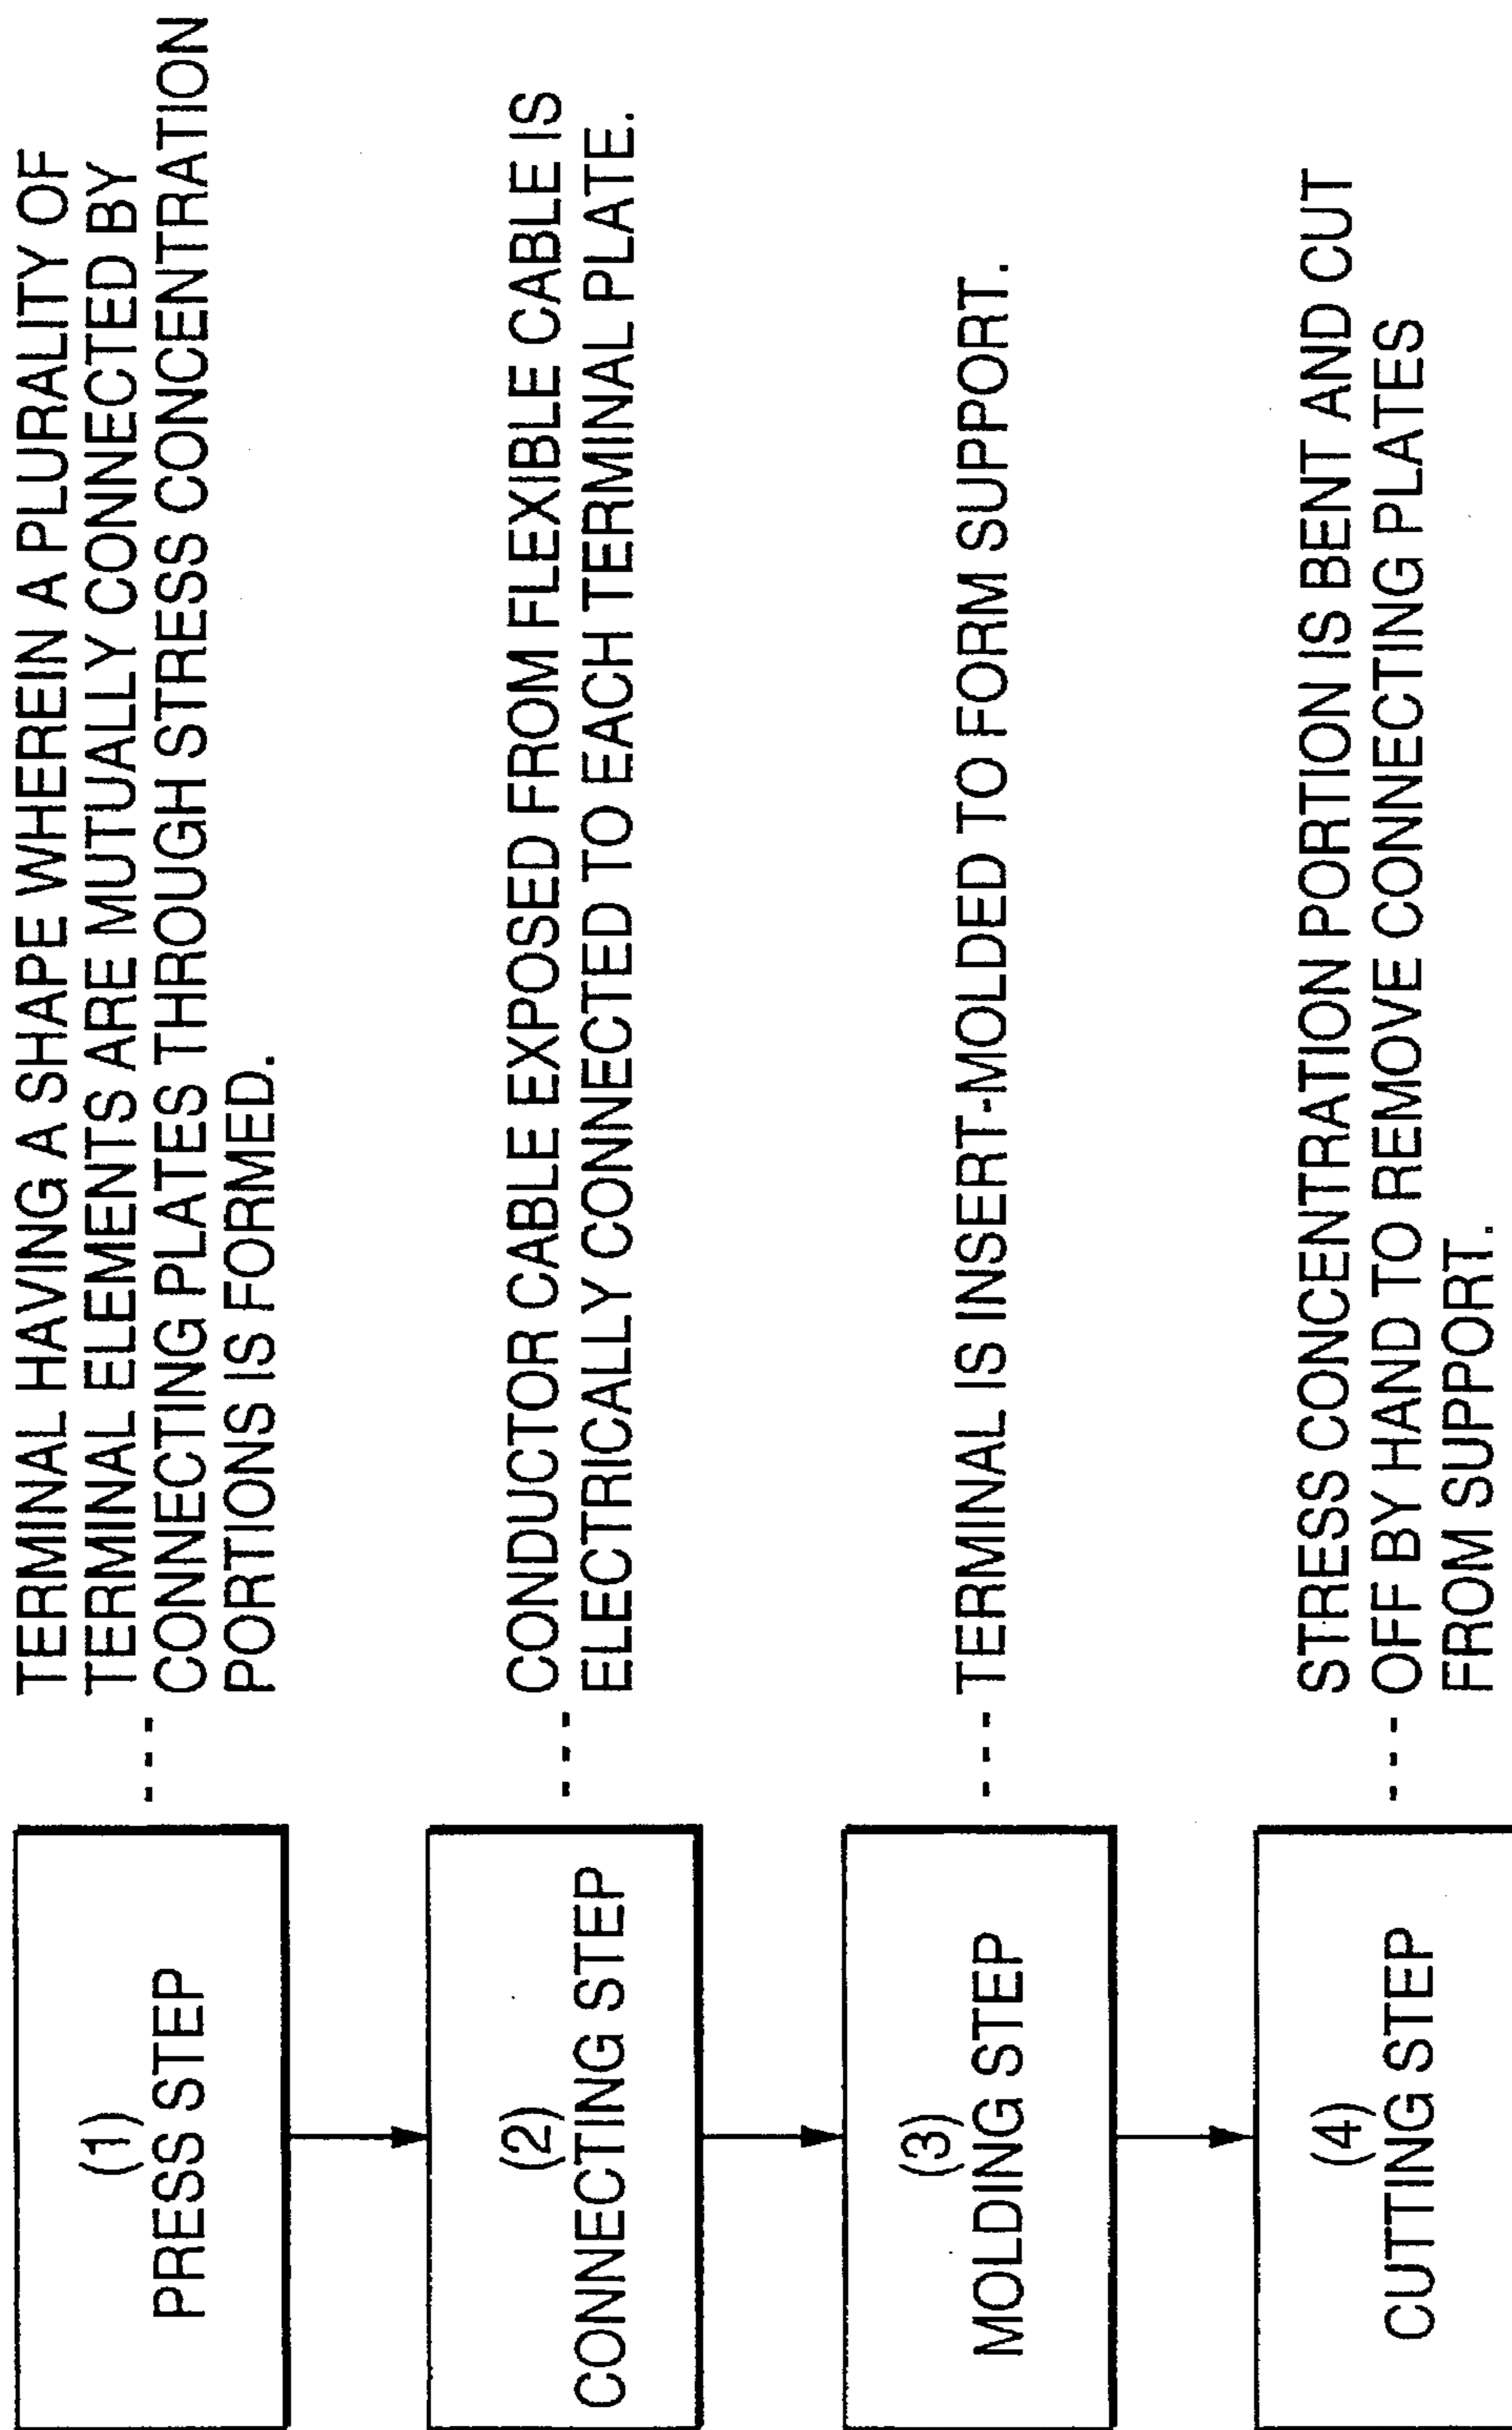 (1)
PRESS STEP
TERMINAL HAVING A SHAPE WHEREIN A PLURALITY OF
TERMINAL ELEMENTS ARE MUTUALLY CONNECTED BY
CONNECTING PLATES THROUGH STRESS CONCENTRATION
PORTIONS IS FORMED.
(2)
CONNECTING STEP
CONDUCTOR CABLE EXPOSED FROM FLEXIBLE CABLE IS
ELECTRICALLY CONNECTED TO EACH TERMINAL PLATE.
(3)
MOLDING STEP
TERMINAL IS INSERT-MOLDED TO FORM SUPPORT.
(4)
CUTTING STEP
STRESS CONCENTRATION PORTION IS BENT AND CUT
OFF BY HAND TO REMOVE CONNECTING PLATES
FROM SUPPORT.